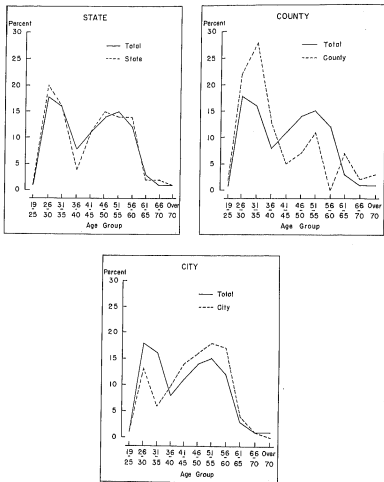 STATE
Percent
30
25
20
15
10
5
0
Total
State
19 26 31 36 41 46 51 56 61 66 Over
25 30 35 40 45 50 55 60 65 70 70
Age Group
COUNTY
Percent
30
25
20
15
10
5
0
Total
County
19 26 31 36 41 46 51 56 61 66 Over
25 30 35 40 45 50 55 60 65 70 70
Age Group
CITY
Percent
30
25
20
15
10
5
0
Total
City
19 26 31 36 41 46 51 56 61 66 Over
25 30 35 40 45 50 55 60 65 70 70
Age Group